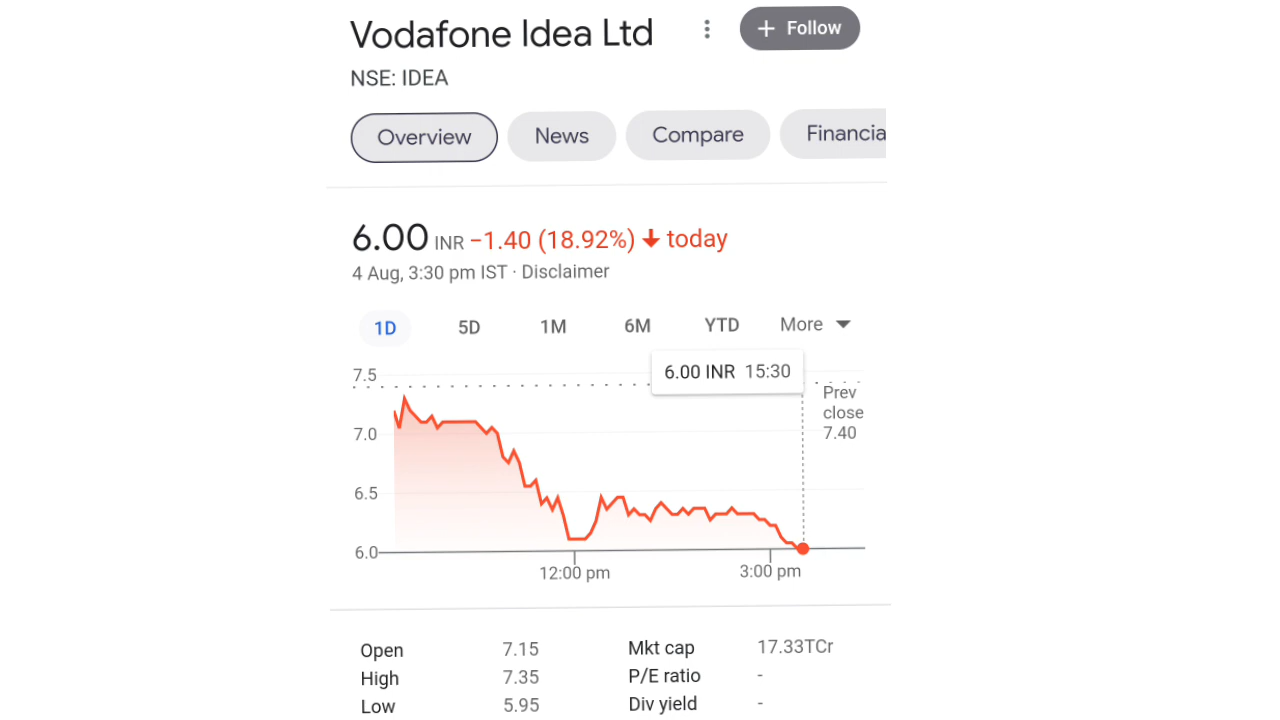 Vodafone Idea Ltd
+ Follow
NSE: IDEA
Overview News Compare Financia
6.00 INR −1.40 (18.92%) ↓ today
4 Aug, 3:30 pm IST · Disclaimer
1D 5D 1M 6M YTD More
6.00 INR 15:30
7.5
Prev
close
7.40
7.0
6.5
6.0
12:00 pm 3:00 pm
Open 7.15 Mkt cap 17.33TCr
High 7.35 P/E ratio -
Low 5.95 Div yield -